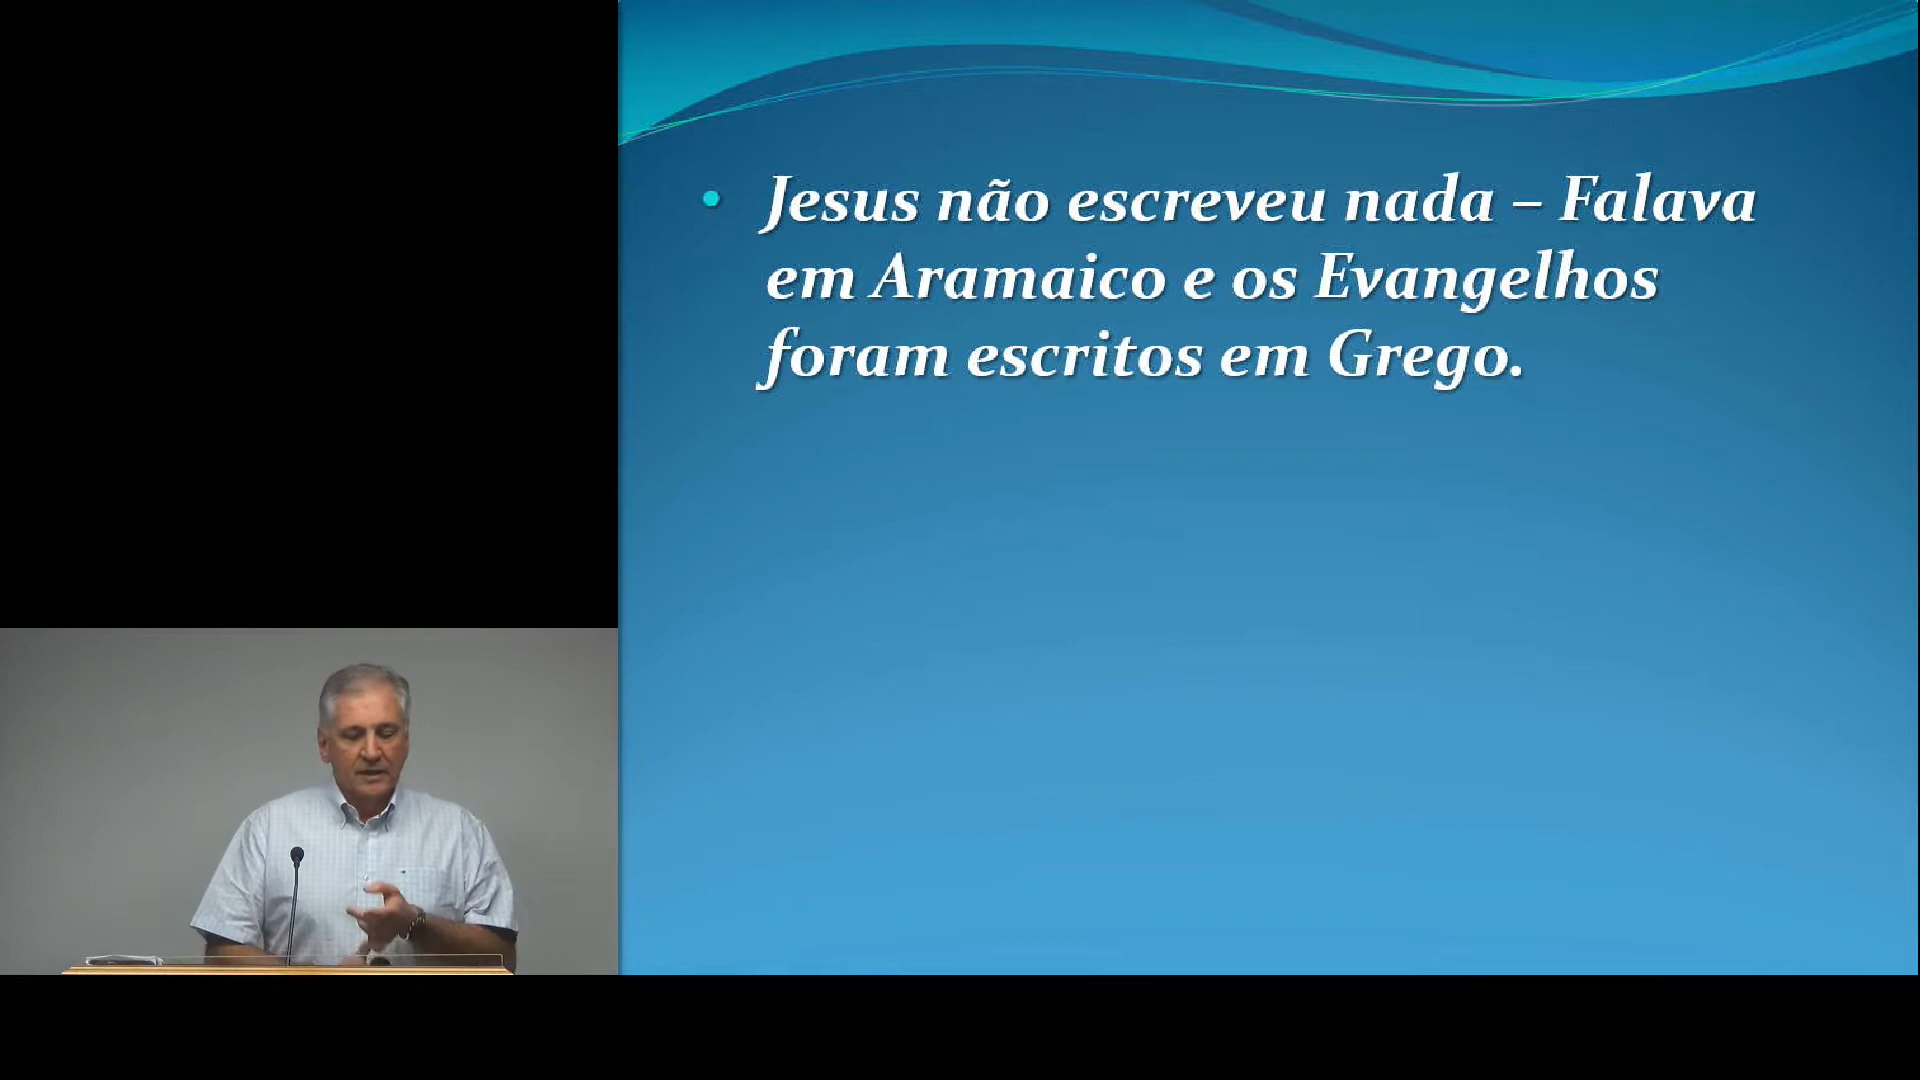 Jesus não escreveu nada – Falava
em Aramaico e os Evangelhos
foram escritos em Grego.